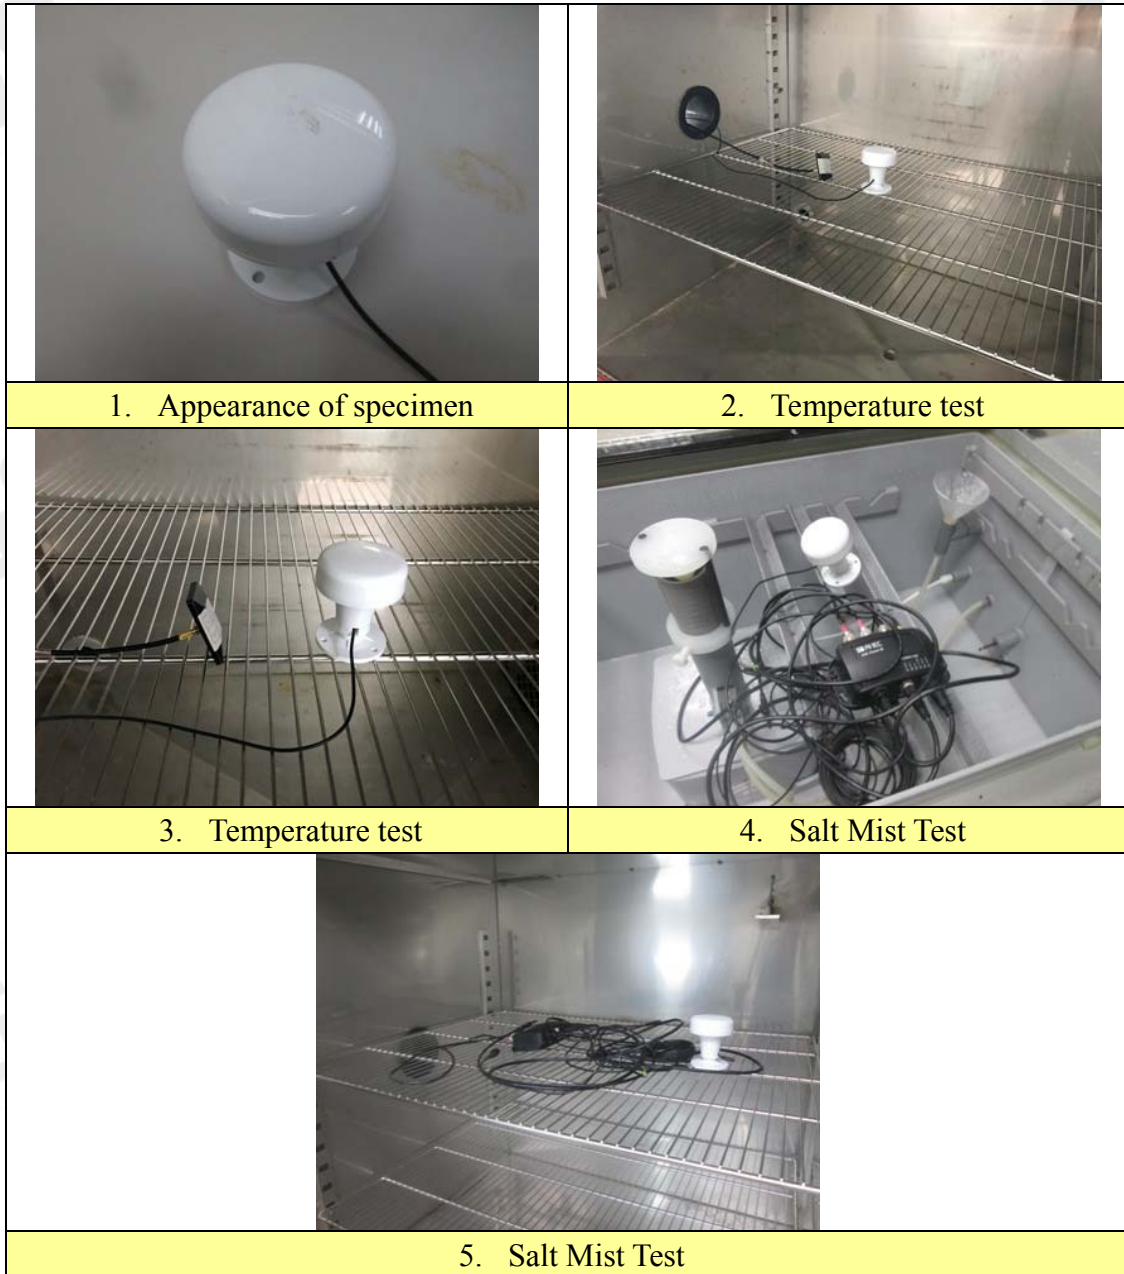 1. Appearance of specimen
2. Temperature test
3. Temperature test
4. Salt Mist Test
5. Salt Mist Test